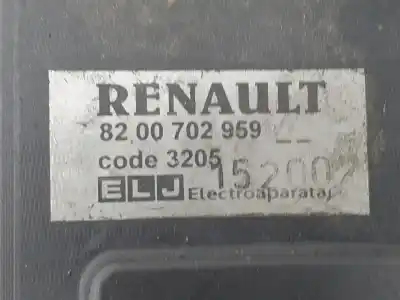 RENAULT
82 00 702 959
code 3205
ELJ Electroaparataj